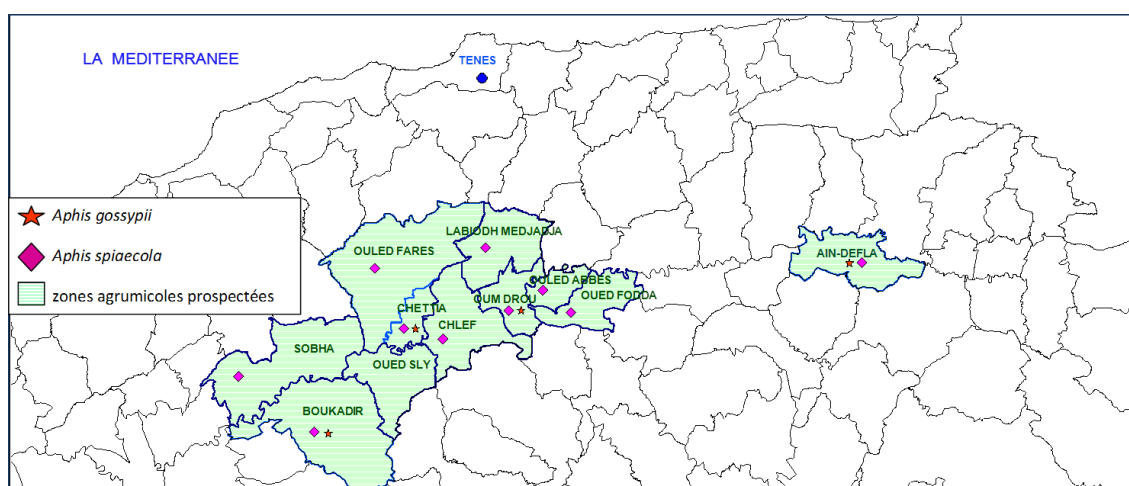 LA MEDITERRANEE
TENES
Aphis gossypii
Aphis spiaecola
zones agrumicoles prospectées
LABIODH MEDJADJA
OULED FARES
AIN-DEFLA
OULED ABBES
OUED FODDA
OUM DROU
CHETTIA
CHLEF
SOBHA
OUED SLY
BOUKADIR